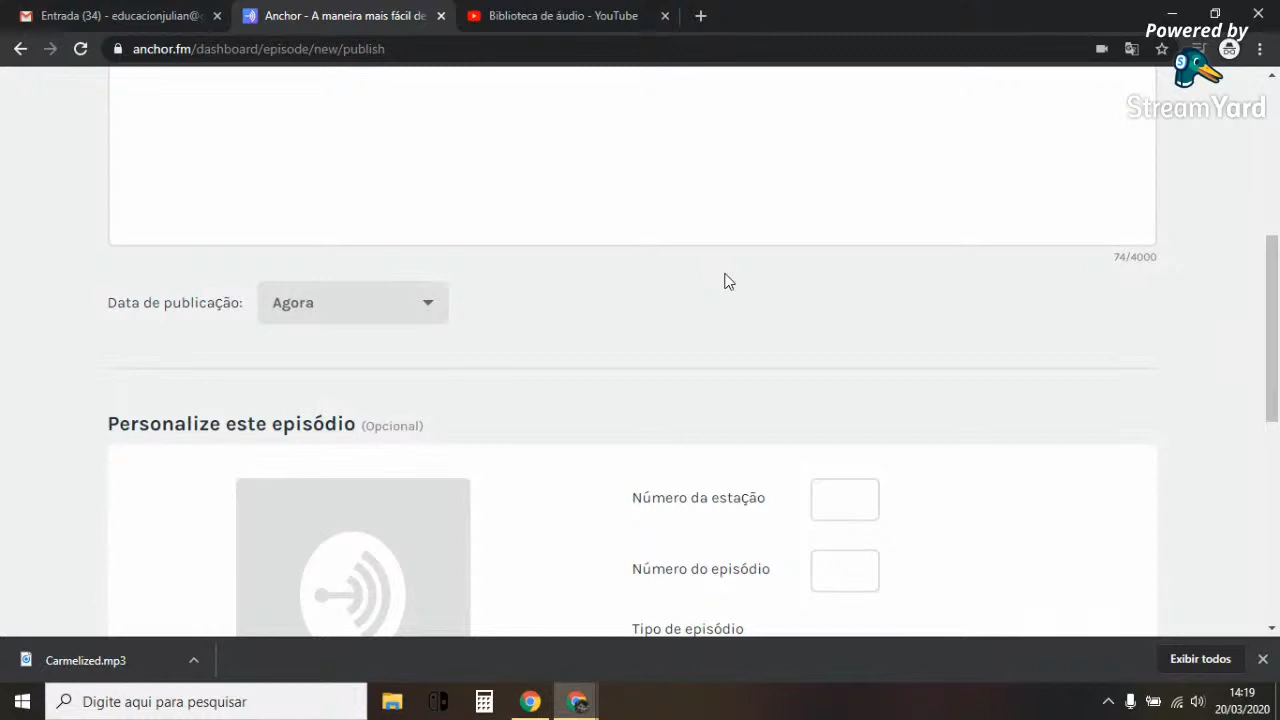 Entrada (34) - educacionjulian@
Anchor - A maneira mais fácil de
Biblioteca de áudio - YouTube
anchor.fm/dashboard/episode/new/publish
Powered by
StreamYard
74/4000
Data de publicação:
Agora
Personalize este episódio (Opcional)
Número da estação
Número do episódio
Tipo de episódio
Carmelized.mp3
Exibir todos
Digite aqui para pesquisar
14:19
20/03/2020